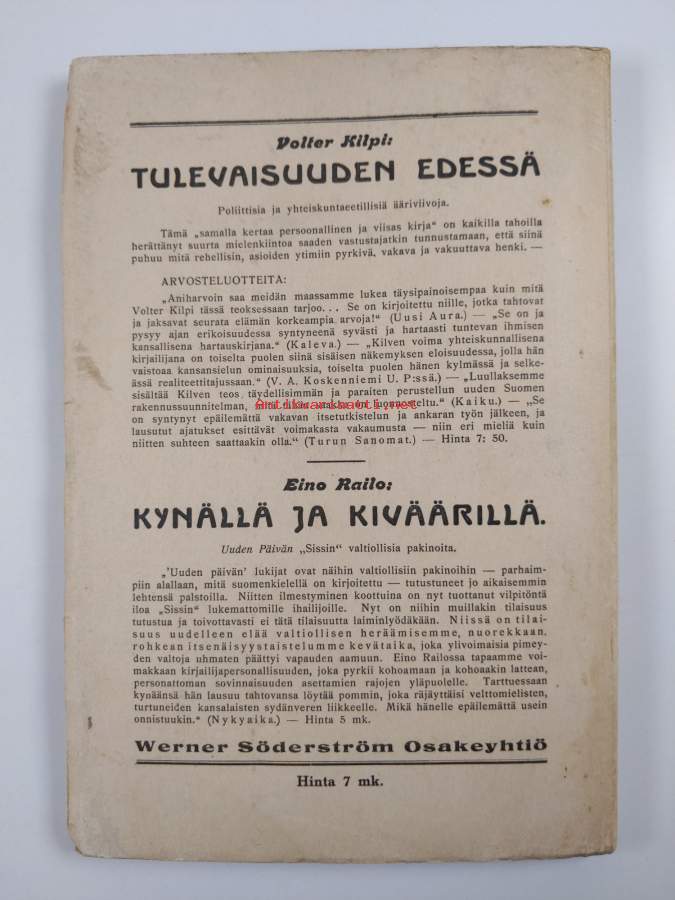 Volter Kilpi:
TULEVAISUUDEN EDESSÄ
Poliittisia ja yhteiskuntaeetillisiä ääriviivoja.
Tämä „samalla kertaa persoonallinen ja viisas kirja“ on kaikilla tahoilla
herättänyt suurta mielenkiintoa saaden vastustajatkin tunnustamaan, että siinä
puhuu mitä rehellisin, asioiden ytimiin pyrkivä, vakava ja vakuuttava henki. —
ARVOSTELUOTTEITA:
„Aniharvoin saa meidän maassamme lukea täysipainoisempaa kuin mitä
Volter Kilpi tässä teoksessaan tarjoo... Se on kirjoitettu niille, jotka tahtovat
ja jaksavat seurata elämän korkeampia arvoja!“ (Uusi Aura.) — „Se on ja
pysyy ajan erikoisuudessa syntyneenä syvästi ja hartaasti tuntevan ihmisen
kansallisena hartauskirjana.“ (Kaleva.) — „Kilven voima yhteiskunnallisena
kirjailijana on toiselta puolen siinä sisäisen näkemyksen eloisuudessa, jolla hän
vaistoaa kansansielun ominaisuuksia, toiselta puolen hänen kylmässä ja selke-
ässä realiteettitajussaan.“ (V. A. Koskenniemi U. P:ssä.) — „Luullaksemme
sisältää Kilven teos täydellisimmän ja paraiten perustellun uuden Suomen
rakennussuunnitelman, mitä tähän saakka on luonnosteltu.“ (Kaiku.) — „Se
on syntynyt epäilemättä vakavan itsetutkistelun ja ankaran työn jälkeen, ja
lausutut ajatukset esittävät voimakasta vakaumusta — niin eri mieliä kuin
niitten suhteen saattaakin olla.“ (Turun Sanomat.) — Hinta 7: 50.
Antikvaarikaarti.net
Eino Railo:
KYNÄLLÄ JA KIVÄÄRILLÄ.
Uuden Päivän „Sissin“ valtiollisia pakinoita.
„'Uuden päivän' lukijat ovat näihin valtiollisiin pakinoihin — parhaim-
piin alallaan, mitä suomenkielellä on kirjoitettu — tutustuneet jo aikaisemmin
lehtensä palstoilla. Niitten ilmestyminen koottuina on nyt tuottanut vilpitöntä
iloa „Sissin“ lukemattomille ihailijoille. Nyt on niihin muillakin tilaisuus
tutustua ja toivottavasti ei tätä tilaisuutta laiminlyödäkään. Niissä on tilai-
suus uudelleen elää valtiollisen heräämisemme, nuorekkaan,
rohkean itsenäisyystaistelumme kevätaika, joka ylivoimaisia pimey-
den valtoja uhmaten päättyi vapauden aamuun. Eino Railossa tapaamme voi-
makkaan kirjailijapersonallisuuden, joka pyrkii kohoamaan ja kohoaakin lattean,
personattoman sovinnaisuuden asettamien rajojen yläpuolelle. Tarttuessaan
kynäänsä hän lausuu tahtovansa löytää pommin, joka räjäyttäisi velttomielisten,
turtuneiden kansalaisten sydänveren liikkeelle. Mikä hänelle epäilemättä usein
onnistuukin.“ (Nykyaika.) — Hinta 5 mk.
Werner Söderström Osakeyhtiö
Hinta 7 mk.